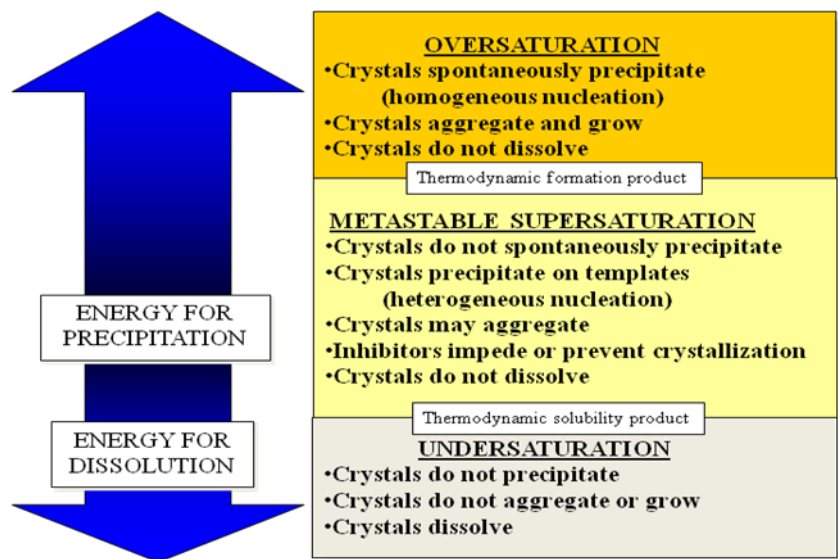 OVERSATURATION
•Crystals spontaneously precipitate
(homogeneous nucleation)
•Crystals aggregate and grow
•Crystals do not dissolve
Thermodynamic formation product
METASTABLE SUPERSATURATION
•Crystals do not spontaneously precipitate
•Crystals precipitate on templates
(heterogeneous nucleation)
•Crystals may aggregate
•Inhibitors impede or prevent crystallization
•Crystals do not dissolve
ENERGY FOR
PRECIPITATION
Thermodynamic solubility product
ENERGY FOR
DISSOLUTION
UNDERSATURATION
•Crystals do not precipitate
•Crystals do not aggregate or grow
•Crystals dissolve